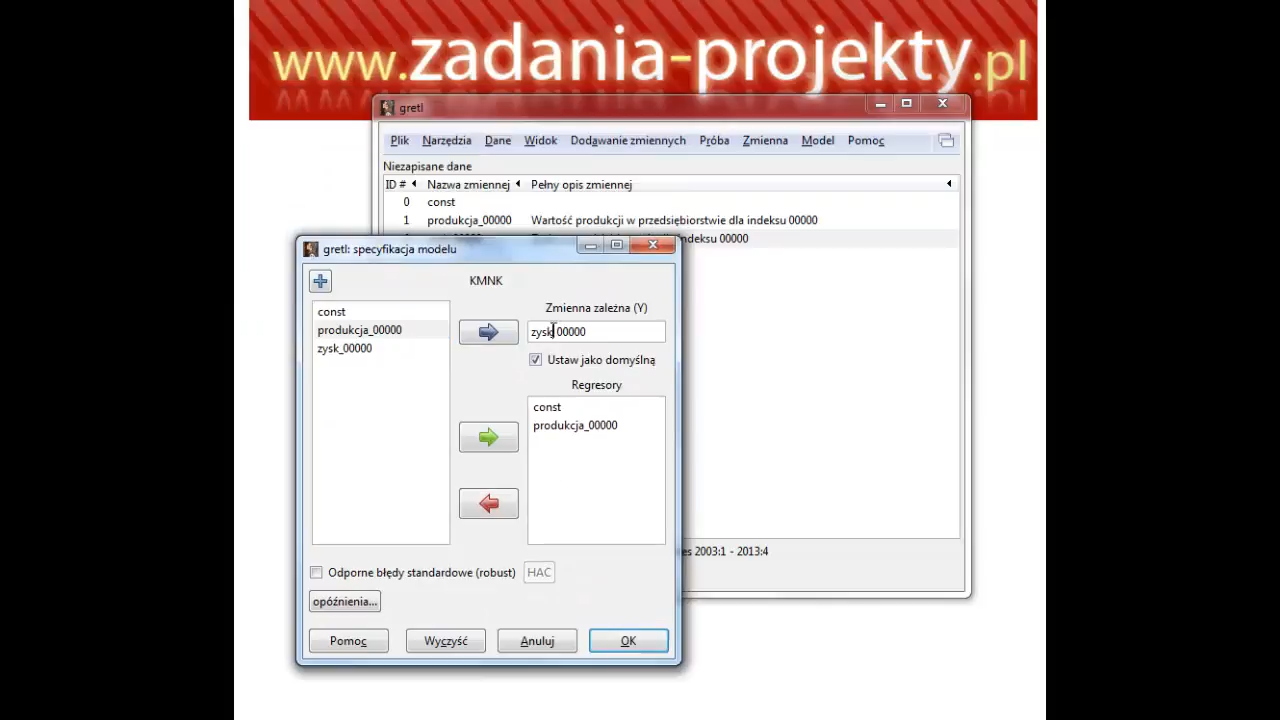 www.zadania-projekty.pl
gretl
Plik Narzędzia Dane Widok Dodawanie zmiennych Próba Zmienna Model Pomoc
Niezapisane dane
ID # Nazwa zmiennej Pełny opis zmiennej
0 const
1 produkcja_00000 Wartość produkcji w przedsiębiorstwie dla indeksu 00000
indeksu 00000
2003:1 - 2013:4
gretl: specyfikacja modelu
KMNK
const
produkcja_00000
zysk_00000
Zmienna zależna (Y)
zysk_00000
Ustaw jako domyślną
Regresory
const
produkcja_00000
Odporne błędy standardowe (robust) HAC
opóźnienia...
Pomoc Wyczyść Anuluj OK